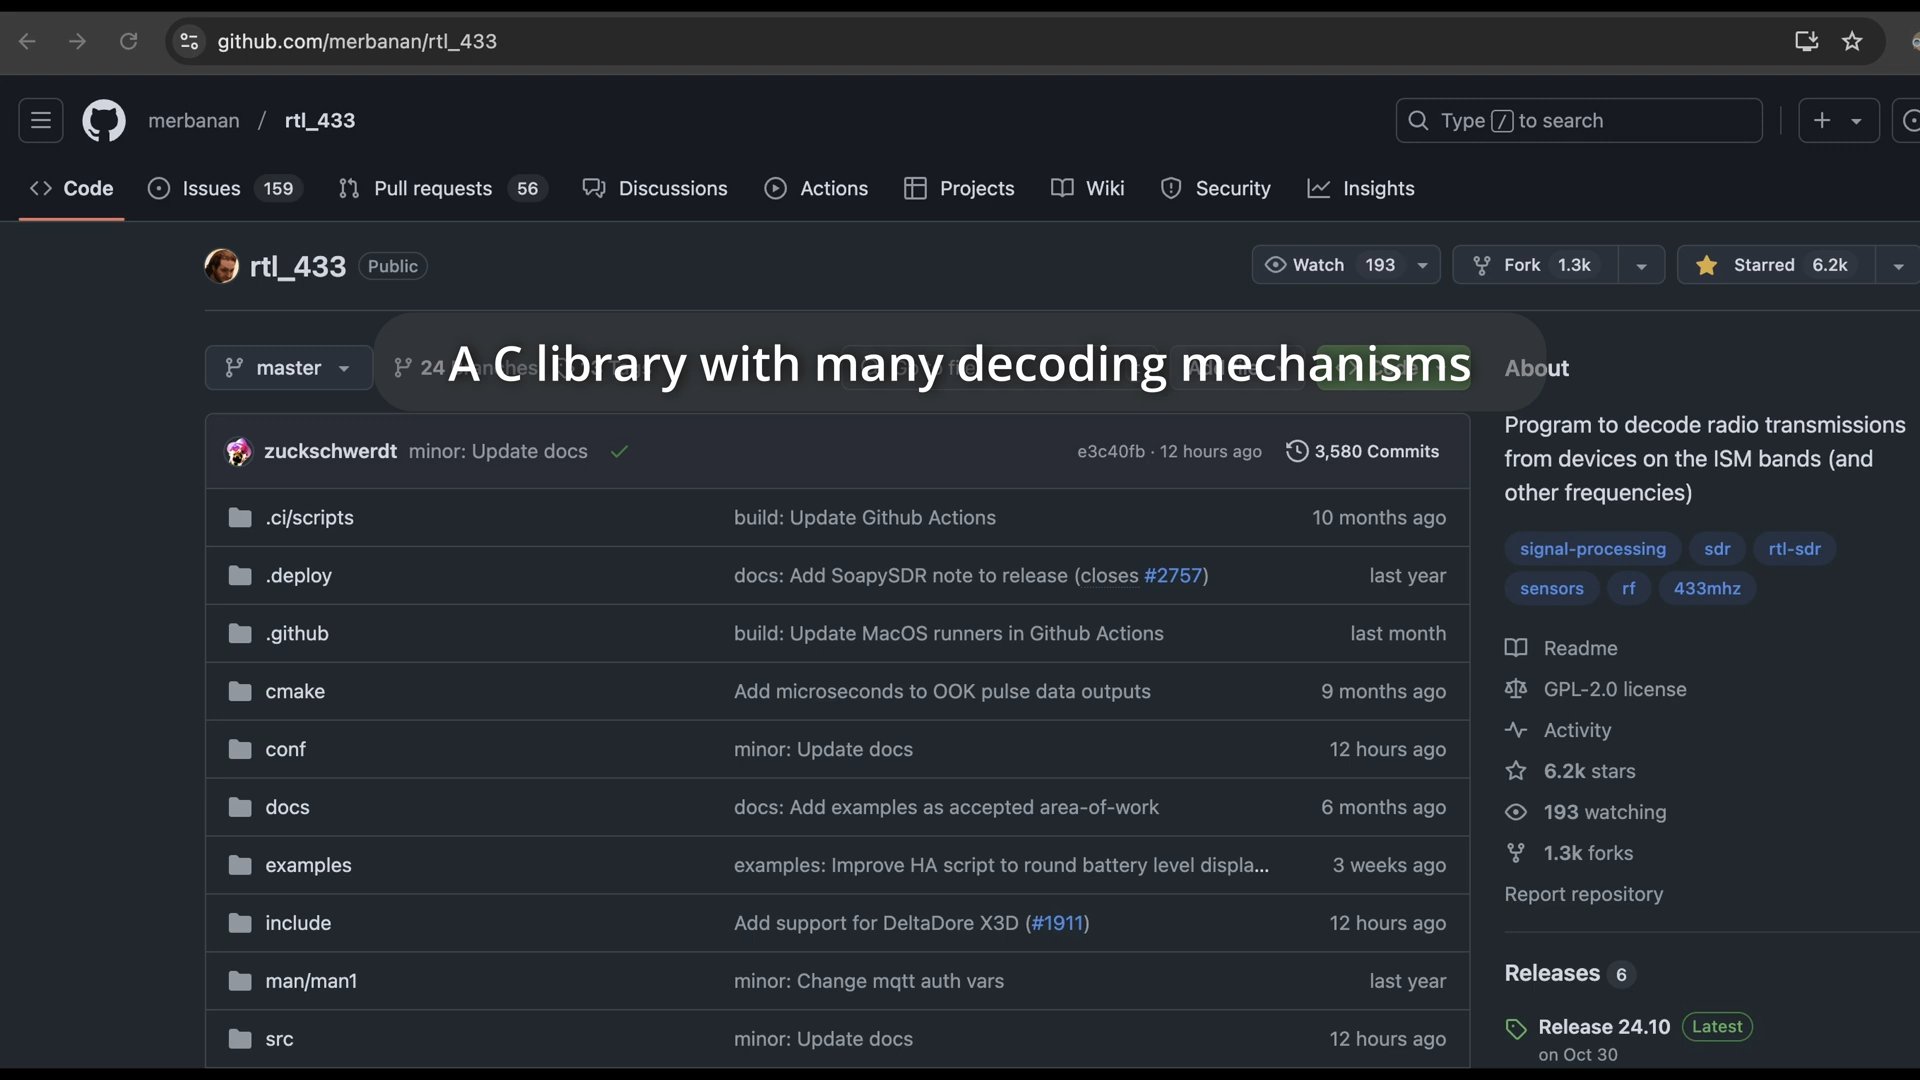 github.com/merbanan/rtl_433
merbanan / rtl_433
Type / to search
Code
Issues 159
Pull requests 56
Discussions
Actions
Projects
Wiki
Security
Insights
rtl_433 Public
Watch 193
Fork 1.3k
Starred 6.2k
master
24
A C library with many decoding mechanisms
zuckschwerdt minor: Update docs
e3c40fb · 12 hours ago
3,580 Commits
.ci/scripts build: Update Github Actions 10 months ago
.deploy docs: Add SoapySDR note to release (closes #2757) last year
.github build: Update MacOS runners in Github Actions last month
cmake Add microseconds to OOK pulse data outputs 9 months ago
conf minor: Update docs 12 hours ago
docs docs: Add examples as accepted area-of-work 6 months ago
examples examples: Improve HA script to round battery level displa... 3 weeks ago
include Add support for DeltaDore X3D (#1911) 12 hours ago
man/man1 minor: Change mqtt auth vars last year
src minor: Update docs 12 hours ago
About
Program to decode radio transmissions
from devices on the ISM bands (and
other frequencies)
signal-processing sdr rtl-sdr
sensors rf 433mhz
Readme
GPL-2.0 license
Activity
6.2k stars
193 watching
1.3k forks
Report repository
Releases 6
Release 24.10 Latest
on Oct 30